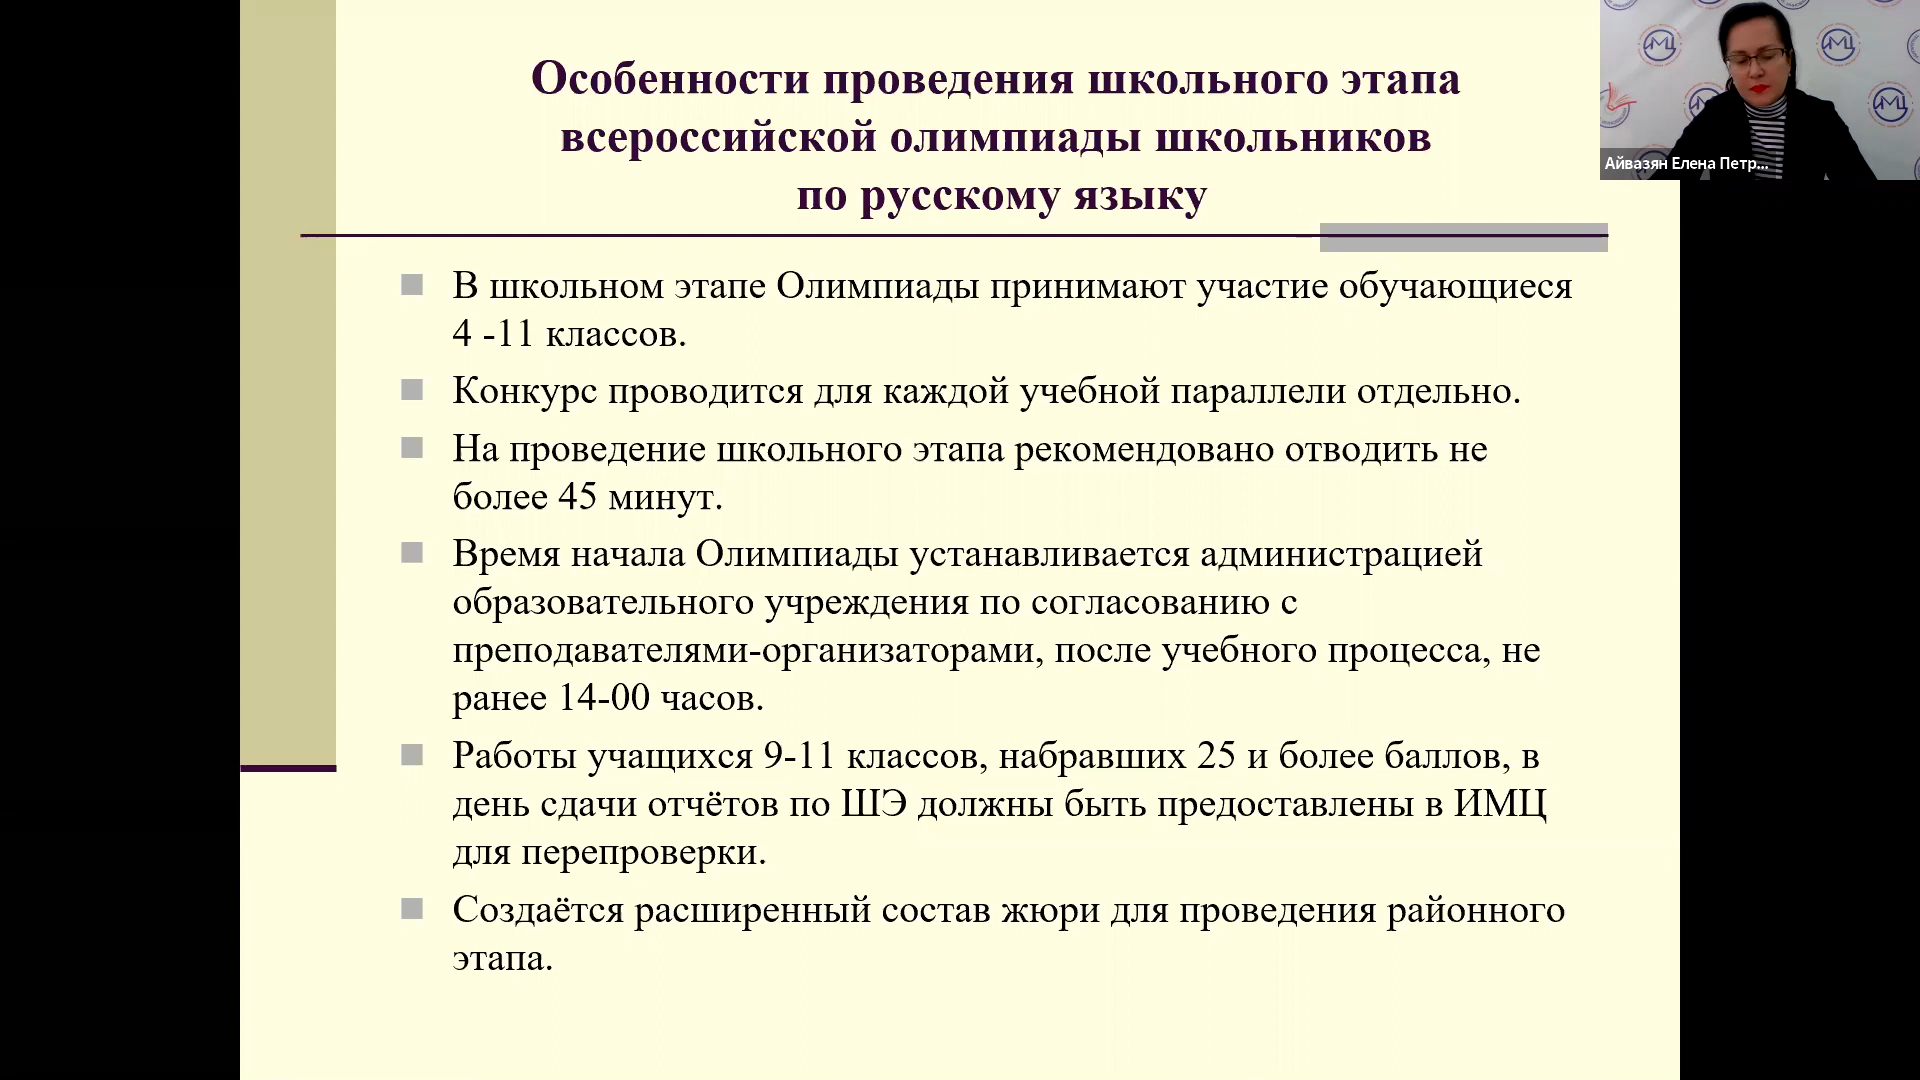 Особенности проведения школьного этапа
всероссийской олимпиады школьников
по русскому языку
Айвазян Елена Петр...
В школьном этапе Олимпиады принимают участие обучающиеся
4 -11 классов.
Конкурс проводится для каждой учебной параллели отдельно.
На проведение школьного этапа рекомендовано отводить не
более 45 минут.
Время начала Олимпиады устанавливается администрацией
образовательного учреждения по согласованию с
преподавателями-организаторами, после учебного процесса, не
ранее 14-00 часов.
Работы учащихся 9-11 классов, набравших 25 и более баллов, в
день сдачи отчётов по ШЭ должны быть предоставлены в ИМЦ
для перепроверки.
Создаётся расширенный состав жюри для проведения районного
этапа.